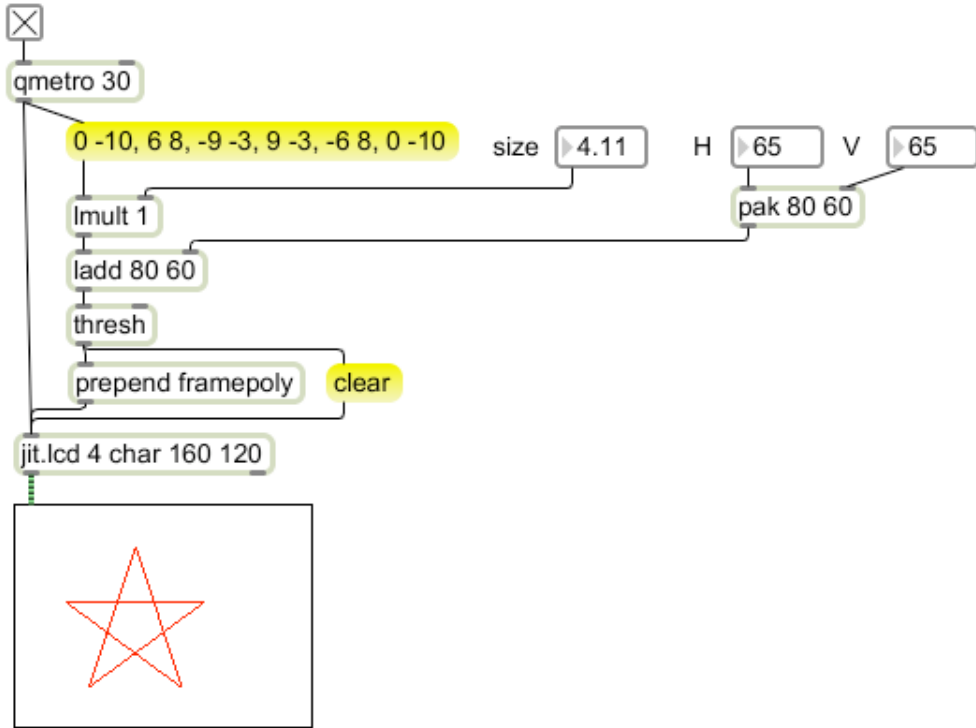 qmetro 30
0 -10, 6 8, -9 -3, 9 -3, -6 8, 0 -10
size 4.11 H 65 V 65
lmult 1
pak 80 60
ladd 80 60
thresh
prepend framepoly clear
jit.lcd 4 char 160 120